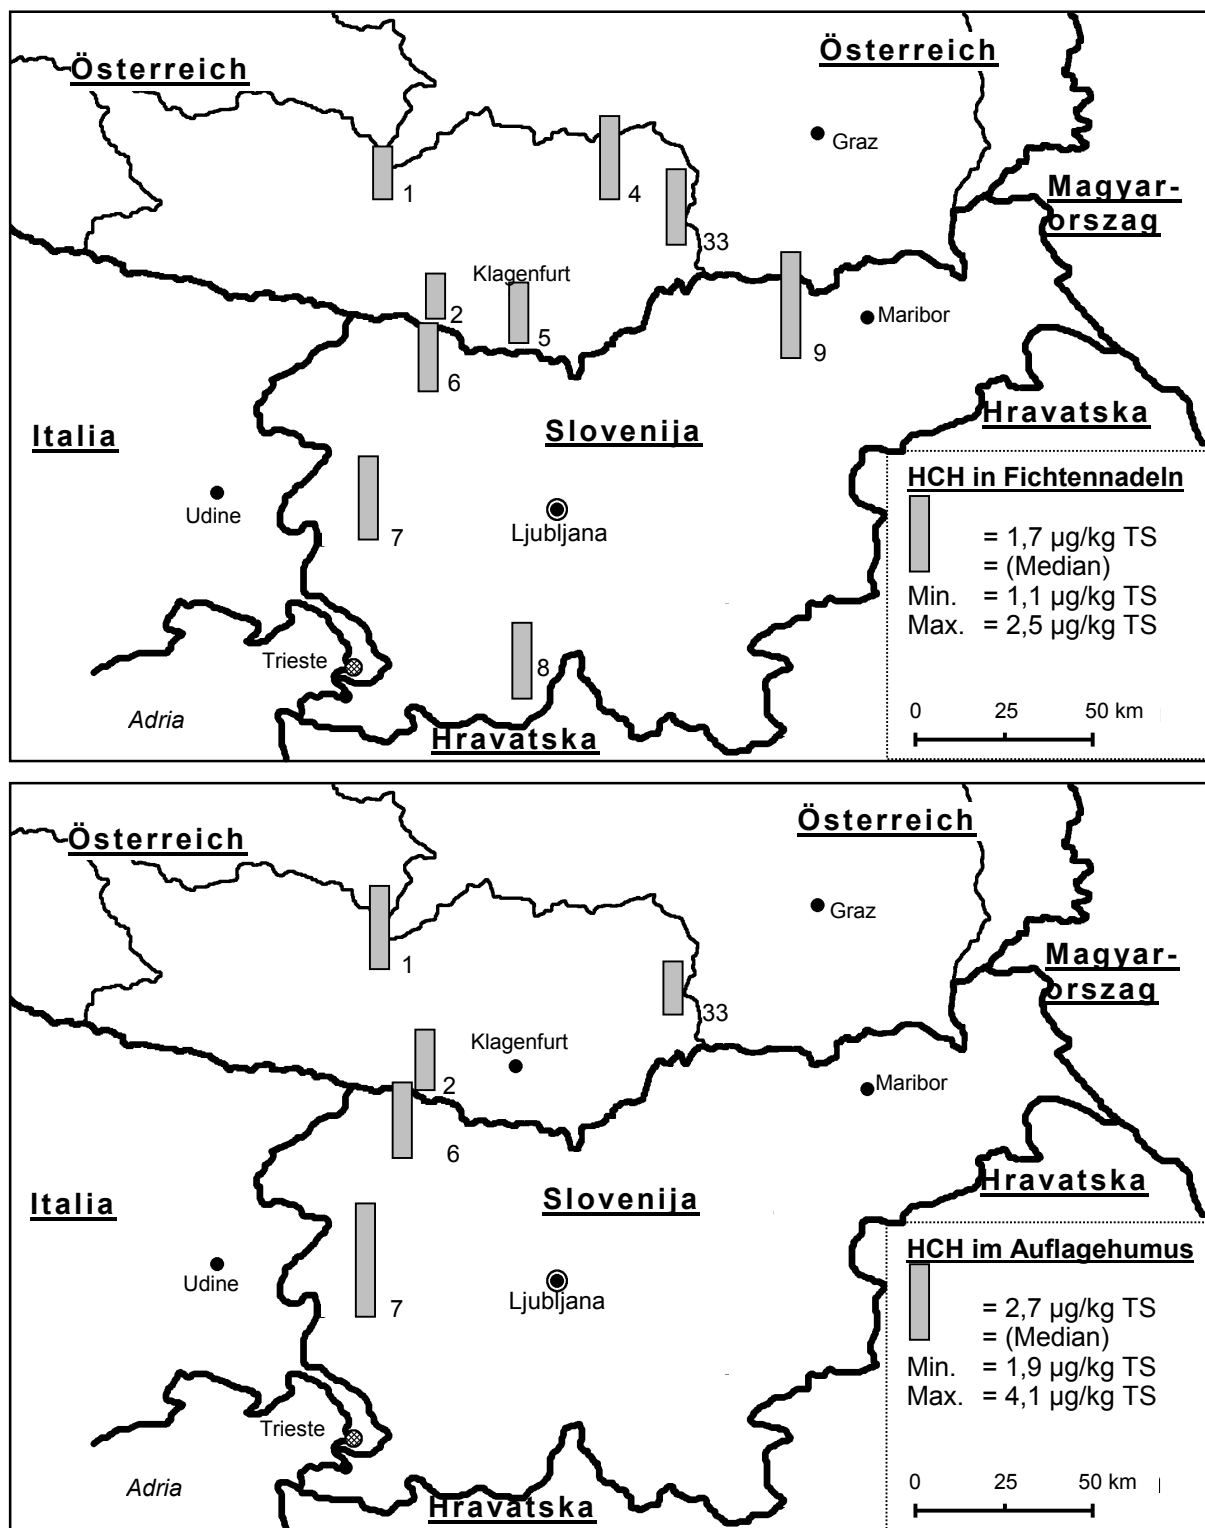 Österreich
Österreich
Graz
1
4
Magyar-
orszag
33
Klagenfurt
2
5
Maribor
9
6
Hravatska
Italia
Slovenija
HCH in Fichtennadeln
Udine
7
Ljubljana
= 1,7 µg/kg TS
= (Median)
Min. = 1,1 µg/kg TS
Max. = 2,5 µg/kg TS
Trieste
8
Adria
Hravatska
0 25 50 km
Österreich
Österreich
Graz
1
Magyar-
orszag
33
Klagenfurt
2
Maribor
6
Hravatska
Italia
Slovenija
HCH im Auflagehumus
Udine
7
Ljubljana
= 2,7 µg/kg TS
= (Median)
Min. = 1,9 µg/kg TS
Max. = 4,1 µg/kg TS
Trieste
Adria
Hravatska
0 25 50 km